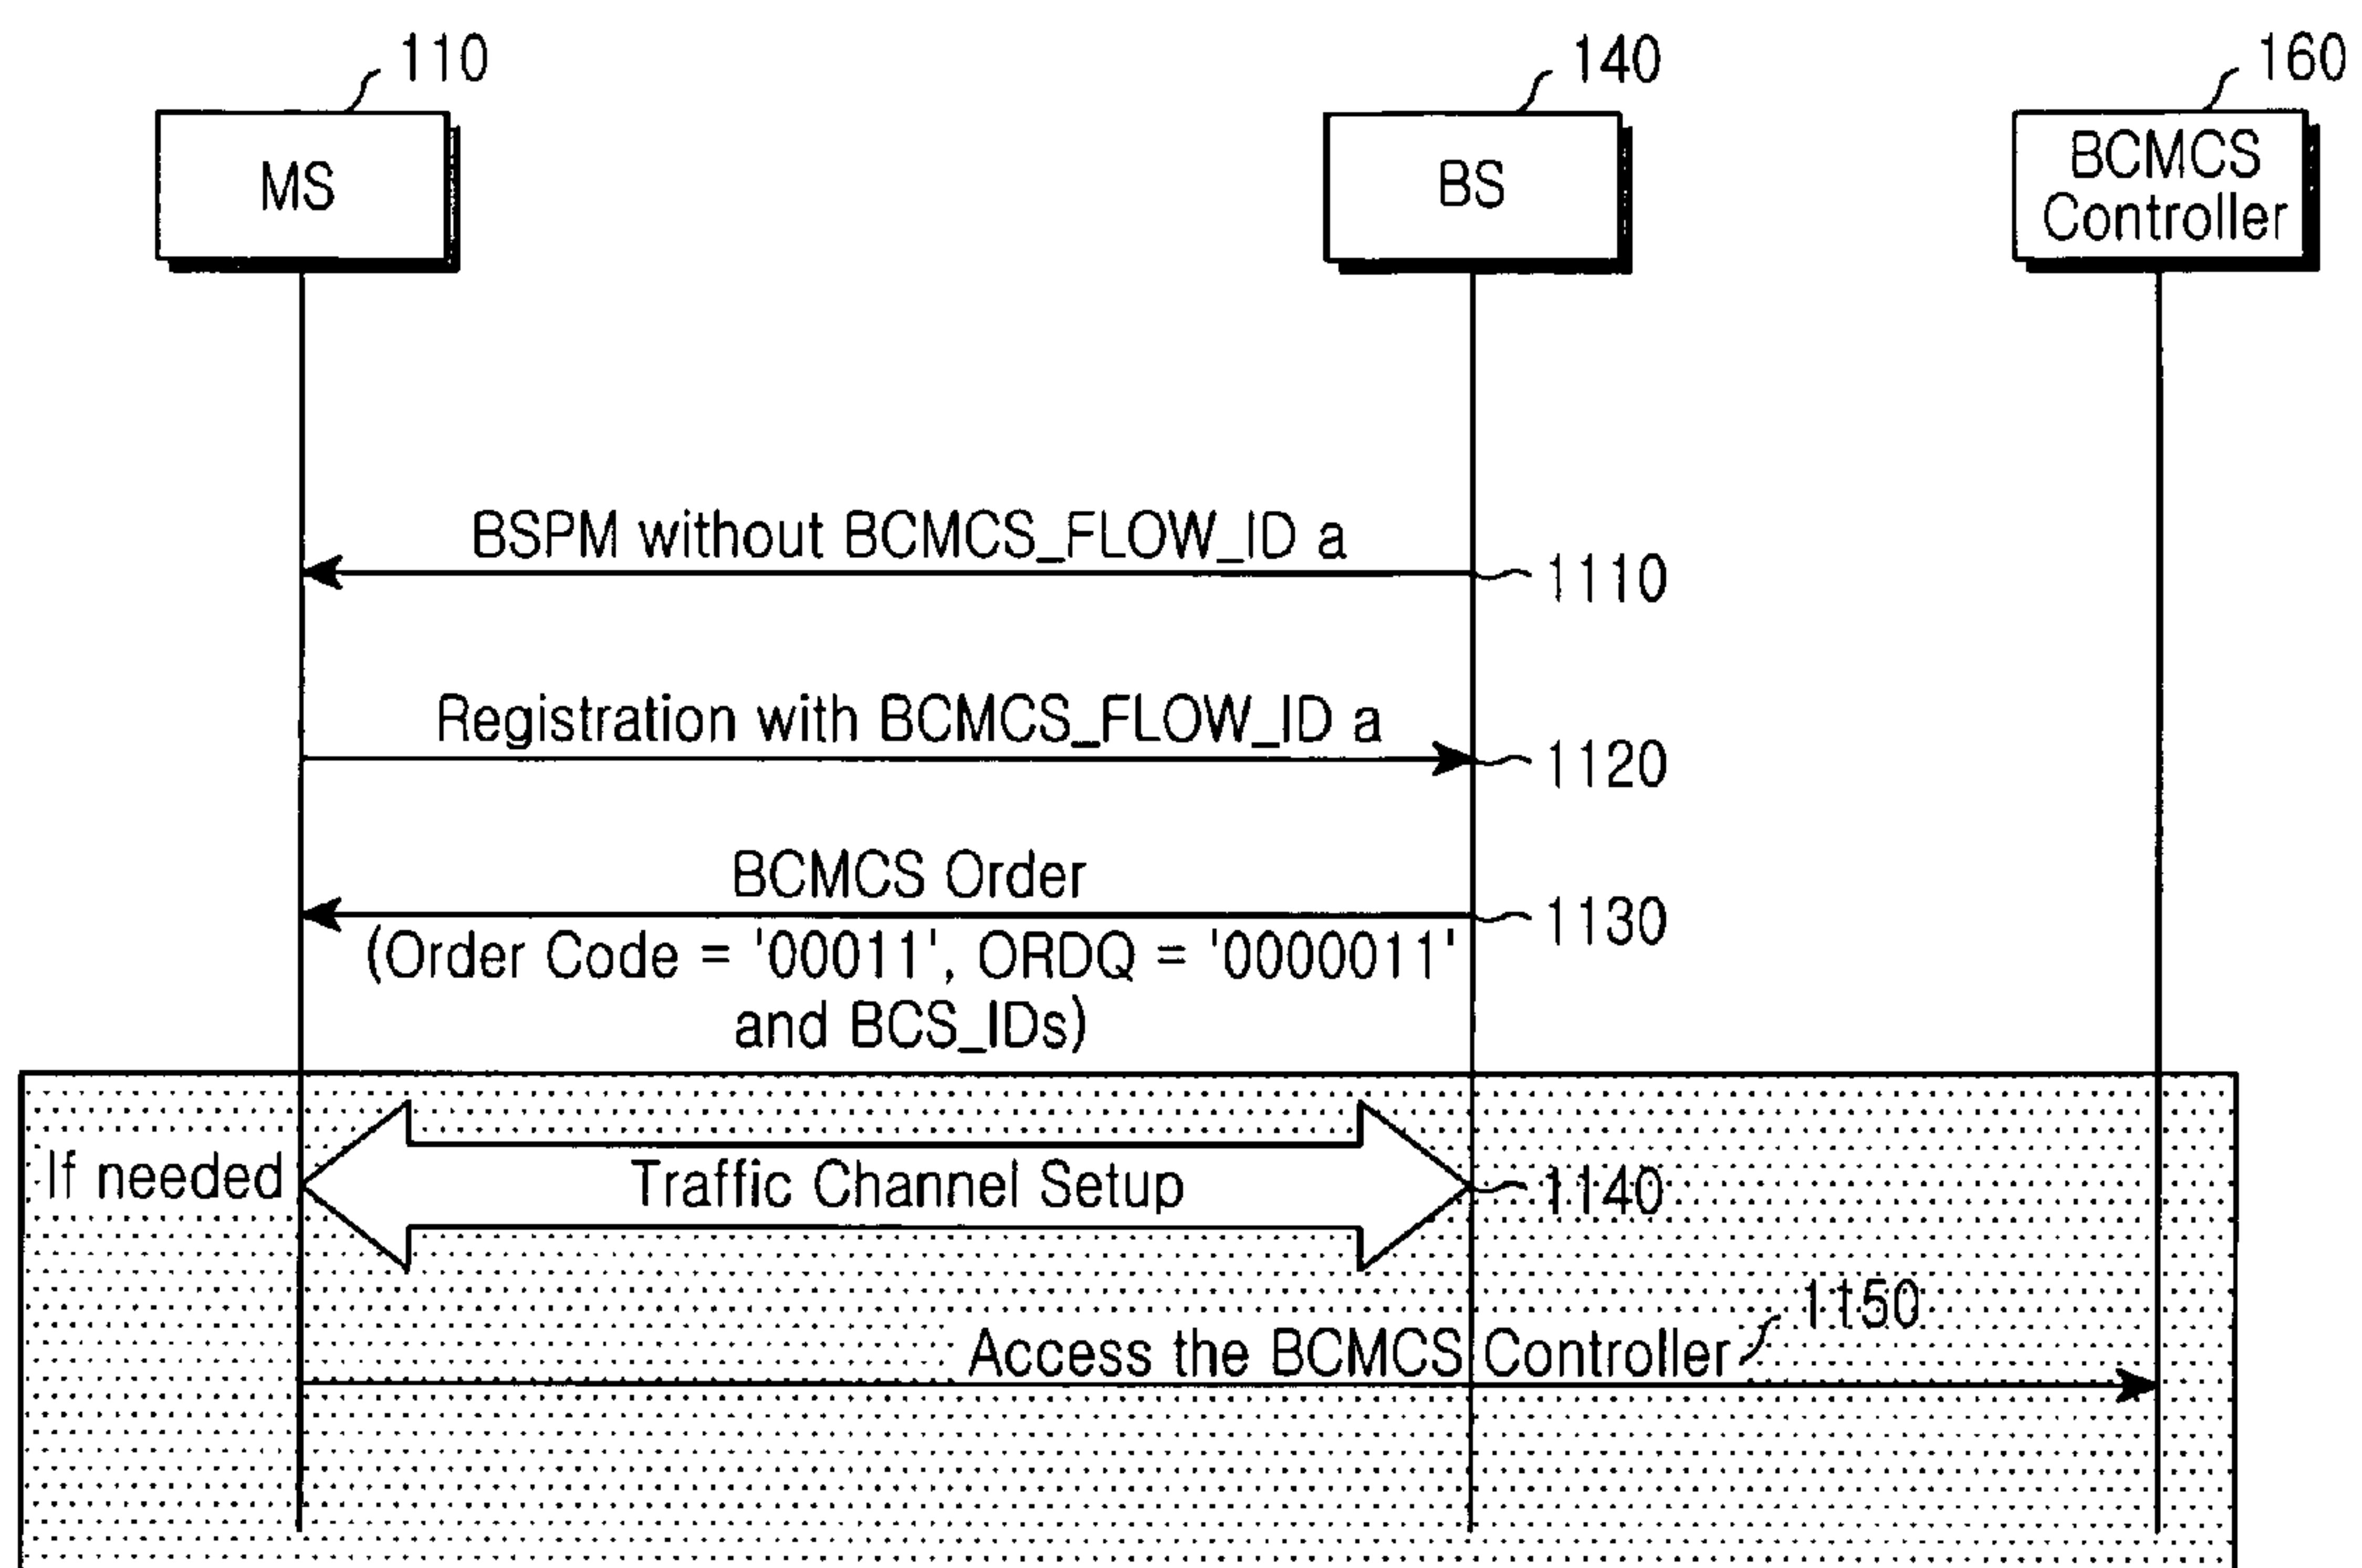 110
140
160
MS
BS
BCMCS
Controller
BSPM without BCMCS_FLOW_ID a
1110
Registration with BCMCS_FLOW_ID a
1120
BCMCS Order
1130
(Order Code = '00011', ORDQ = '0000011'
and BCS_IDs)
If needed
Traffic Channel Setup
1140
1150
Access the BCMCS Controller